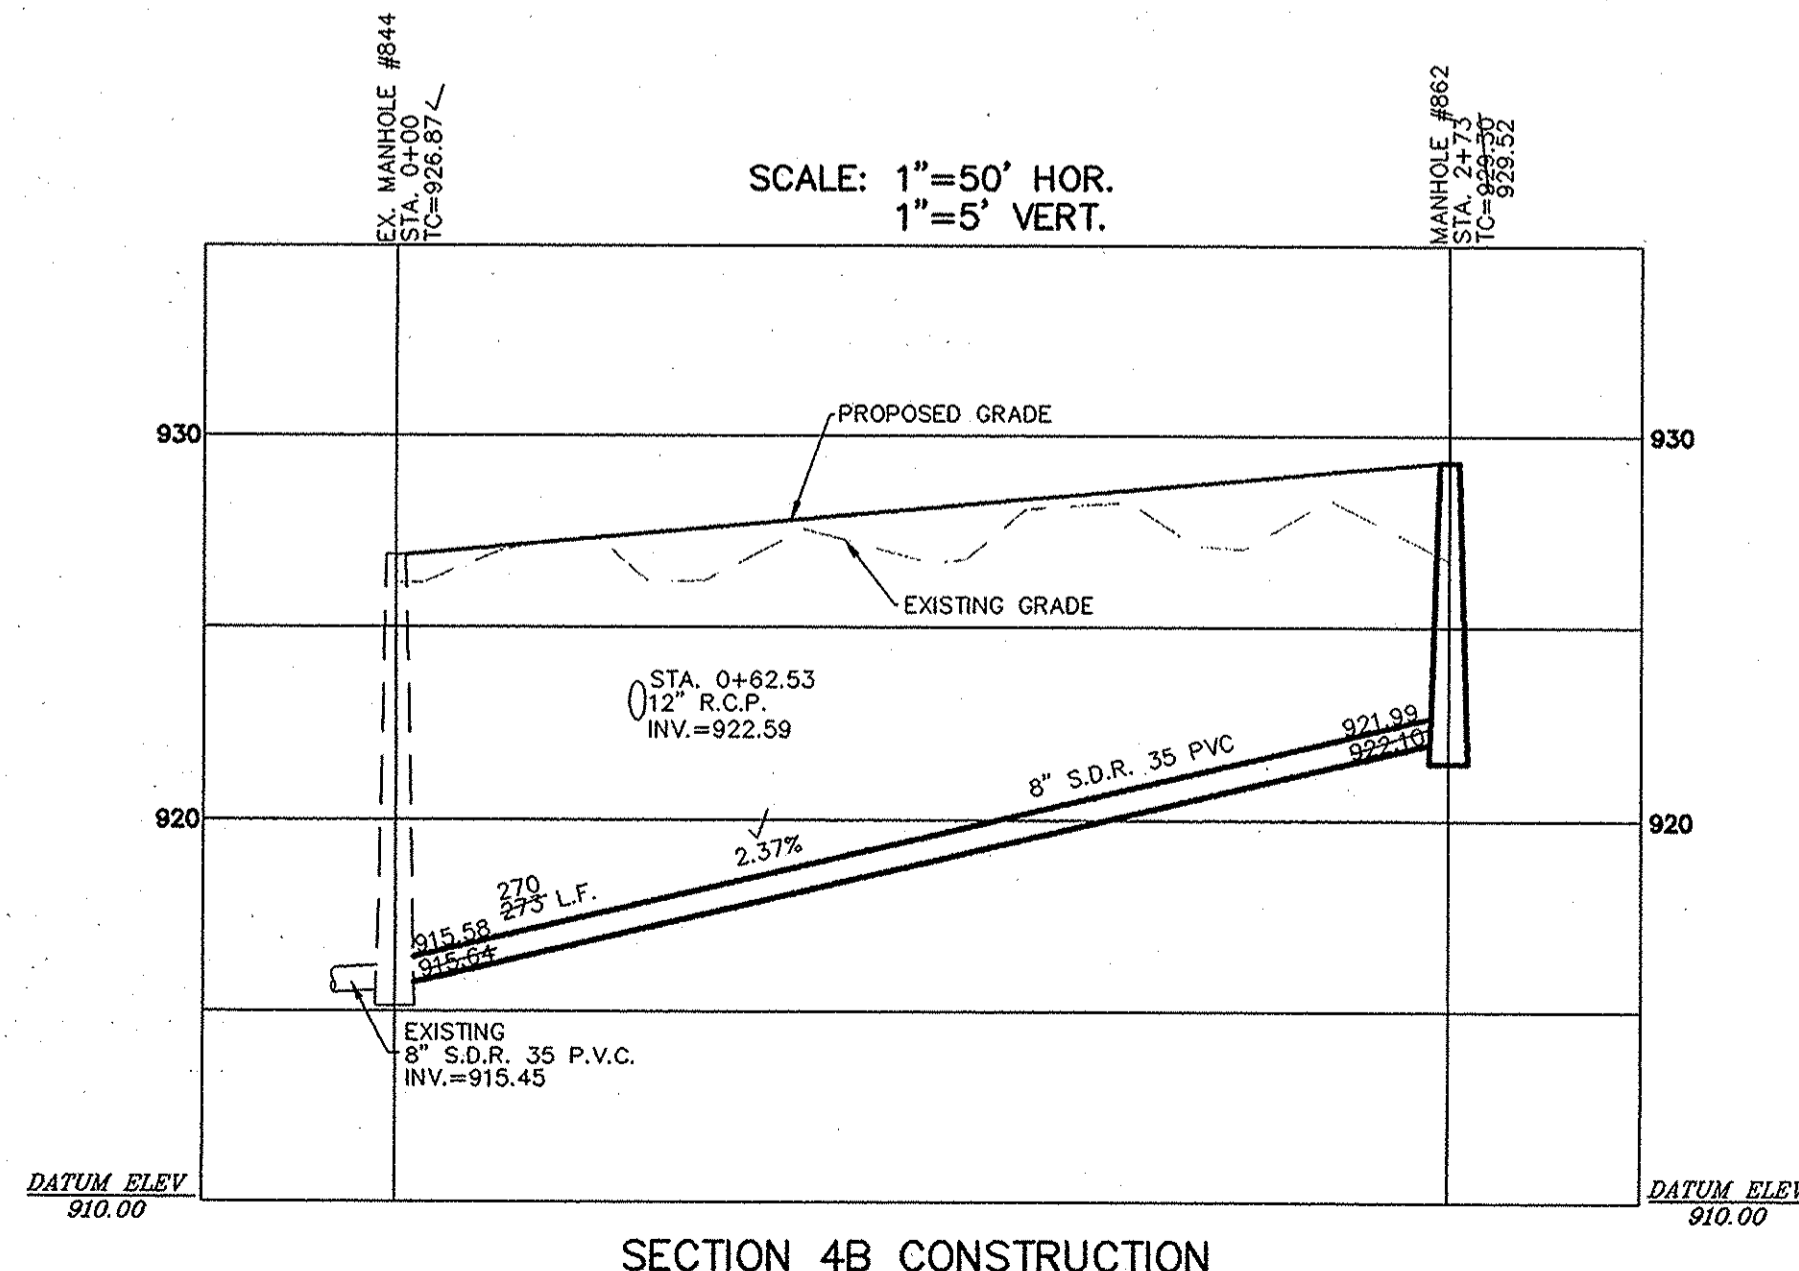 EX. MANHOLE #844
STA. 0+00
TC=926.87
MANHOLE #862
STA. 2+73
TC=929.30
929.52
SCALE: 1"=50' HOR.
1"=5' VERT.
PROPOSED GRADE
930
930
EXISTING GRADE
STA. 0+62.53
12" R.C.P.
INV.=922.59
921.99
922.10
8" S.D.R. 35 PVC
920
920
2.37%
270
273 L.F.
915.58
915.64
EXISTING
8" S.D.R. 35 P.V.C.
INV.=915.45
DATUM ELEV
910.00
DATUM ELEV
910.00
SECTION 4B CONSTRUCTION